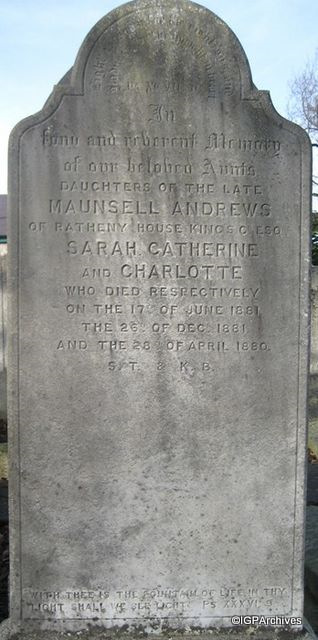 In
fond and reverent Memory
of our beloved Aunts
DAUGHTERS OF THE LATE
MAUNSELL ANDREWS
OF RATHENY HOUSE KING'S C. ESQ.
SARAH, CATHERINE
AND CHARLOTTE
WHO DIED RESPECTIVELY
ON THE 17TH OF JUNE 1881,
THE 26TH OF DEC. 1881
AND THE 28TH OF APRIL 1880.
S. T. & K. B.
WITH THEE IS THE FOUNTAIN OF LIFE IN THY
LIGHT SHALL WE SEE LIGHT. PS XXXVI. 9.
©IGPArchives